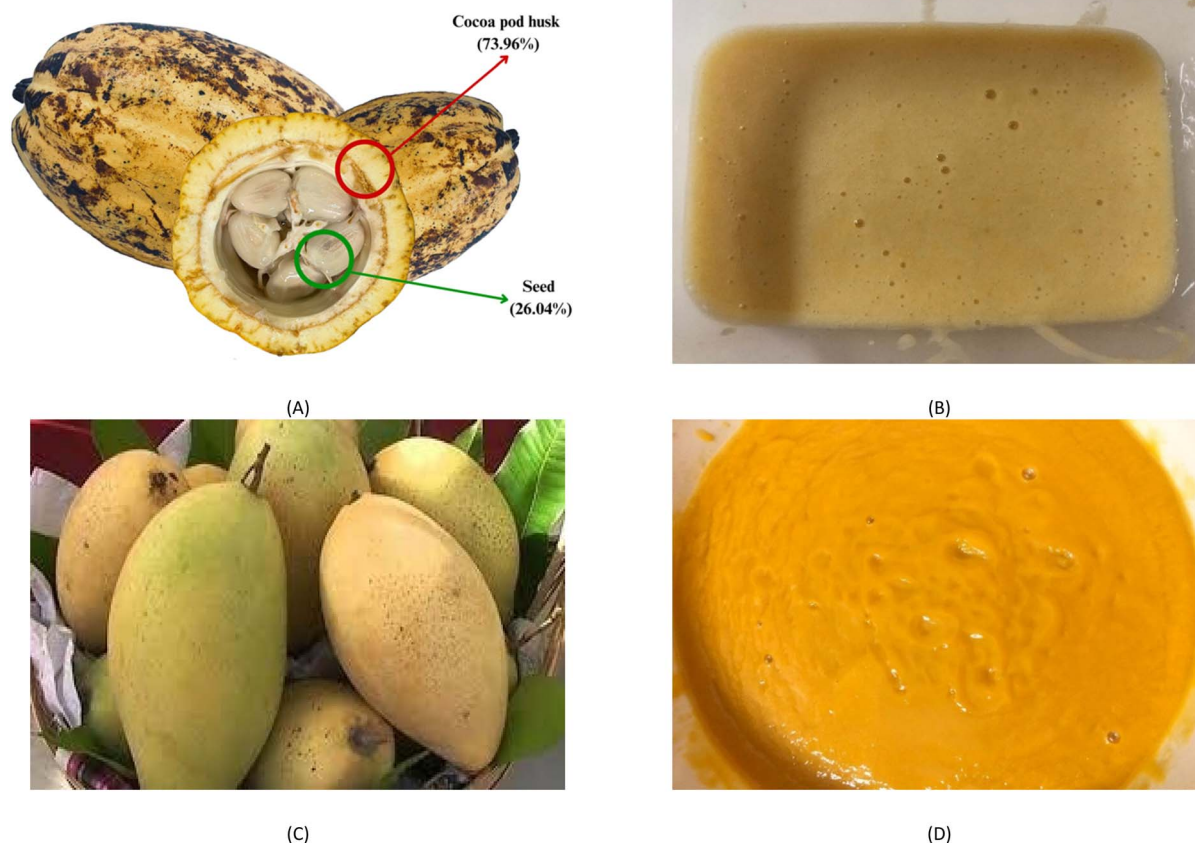 Cocoa pod husk
(73.96%)
Seed
(26.04%)
(A)
(B)
(C)
(D)